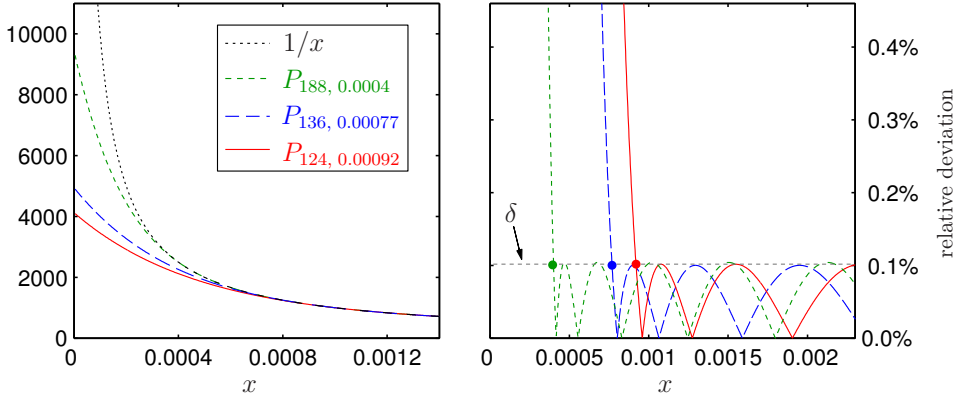 10000
8000
6000
4000
2000
0
0 0.0004 0.0008 0.0012
x
1/x
P188, 0.0004
P136, 0.00077
P124, 0.00092
δ
0.4%
0.3%
0.2%
0.1%
0.0%
relative deviation
0 0.0005 0.001 0.0015 0.002
x